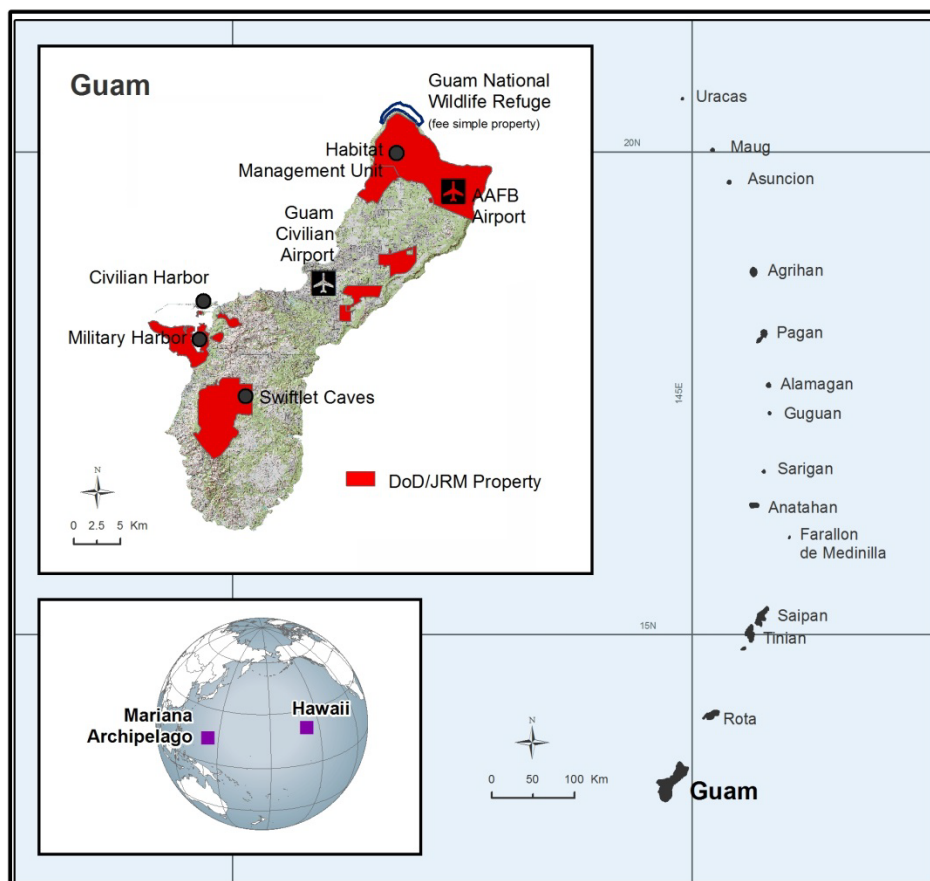 Guam
Guam National
Wildlife Refuge
(fee simple property)
Habitat
Management Unit
AAFB
Airport
Guam
Civilian
Airport
Civilian Harbor
Military Harbor
Swiftlet Caves
N
0 2.5 5 Km
DoD/JRM Property
Mariana
Archipelago
Hawaii
Uracas
20N
Maug
Asuncion
Agrihan
Pagan
145E
Alamagan
Guguan
Sarigan
Anatahan
Farallon
de Medinilla
Saipan
15N
Tinian
Rota
N
0 50 100 Km
Guam